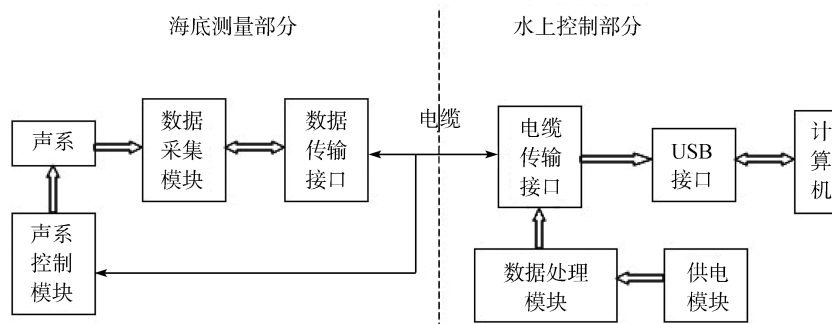 海底测量部分
水上控制部分
声系
数据
采集
模块
数据
传输
接口
电缆
电缆
传输
接口
USB
接口
计
算
机
声系
控制
模块
数据处理
模块
供电
模块